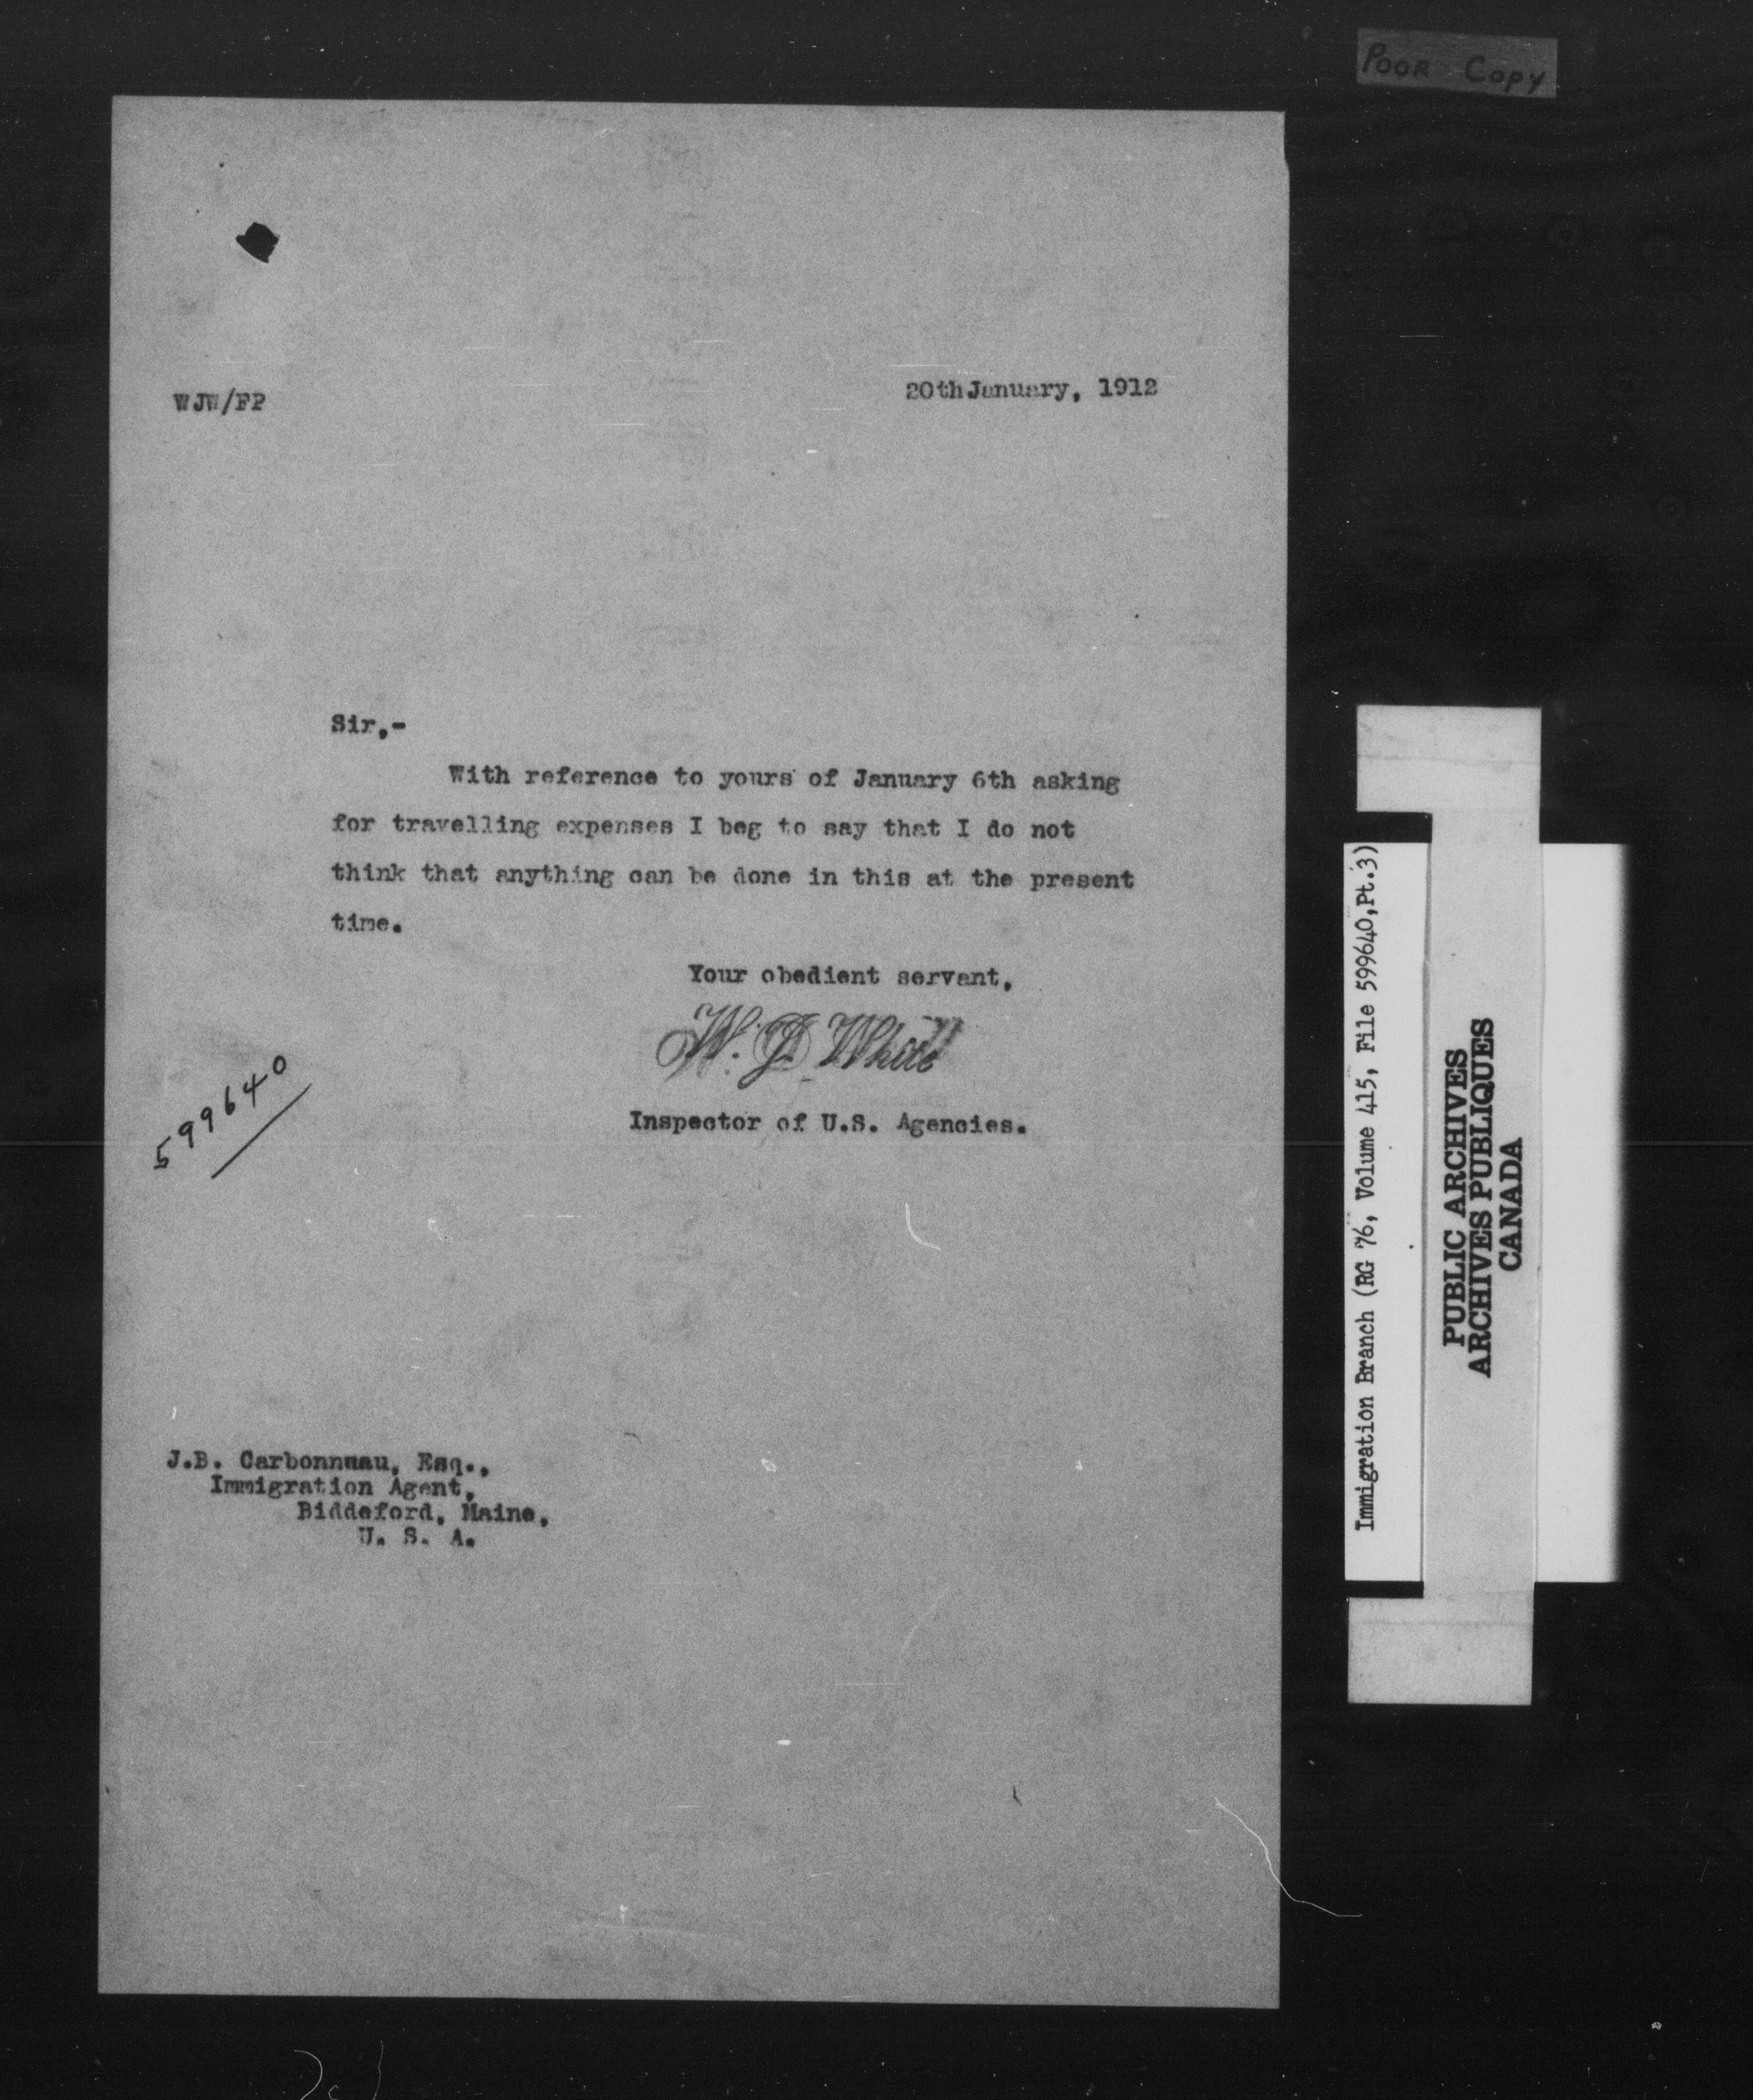 POOR COPY
WJW/FP
20th January, 1912
Sir,-
With reference to yours of January 6th asking
for travelling expenses I beg to say that I do not
think that anything can be done in this at the present
time.
Your obedient servant,
W. J. White
Inspector of U.S. Agencies.
599640
J.B. Carbonneau, Esq.,
Immigration Agent,
Biddeford, Maine,
U. S. A.
Immigration Branch (RG 76, Volume 415, File 599640,Pt.3)
PUBLIC ARCHIVES
ARCHIVES PUBLIQUES
CANADA